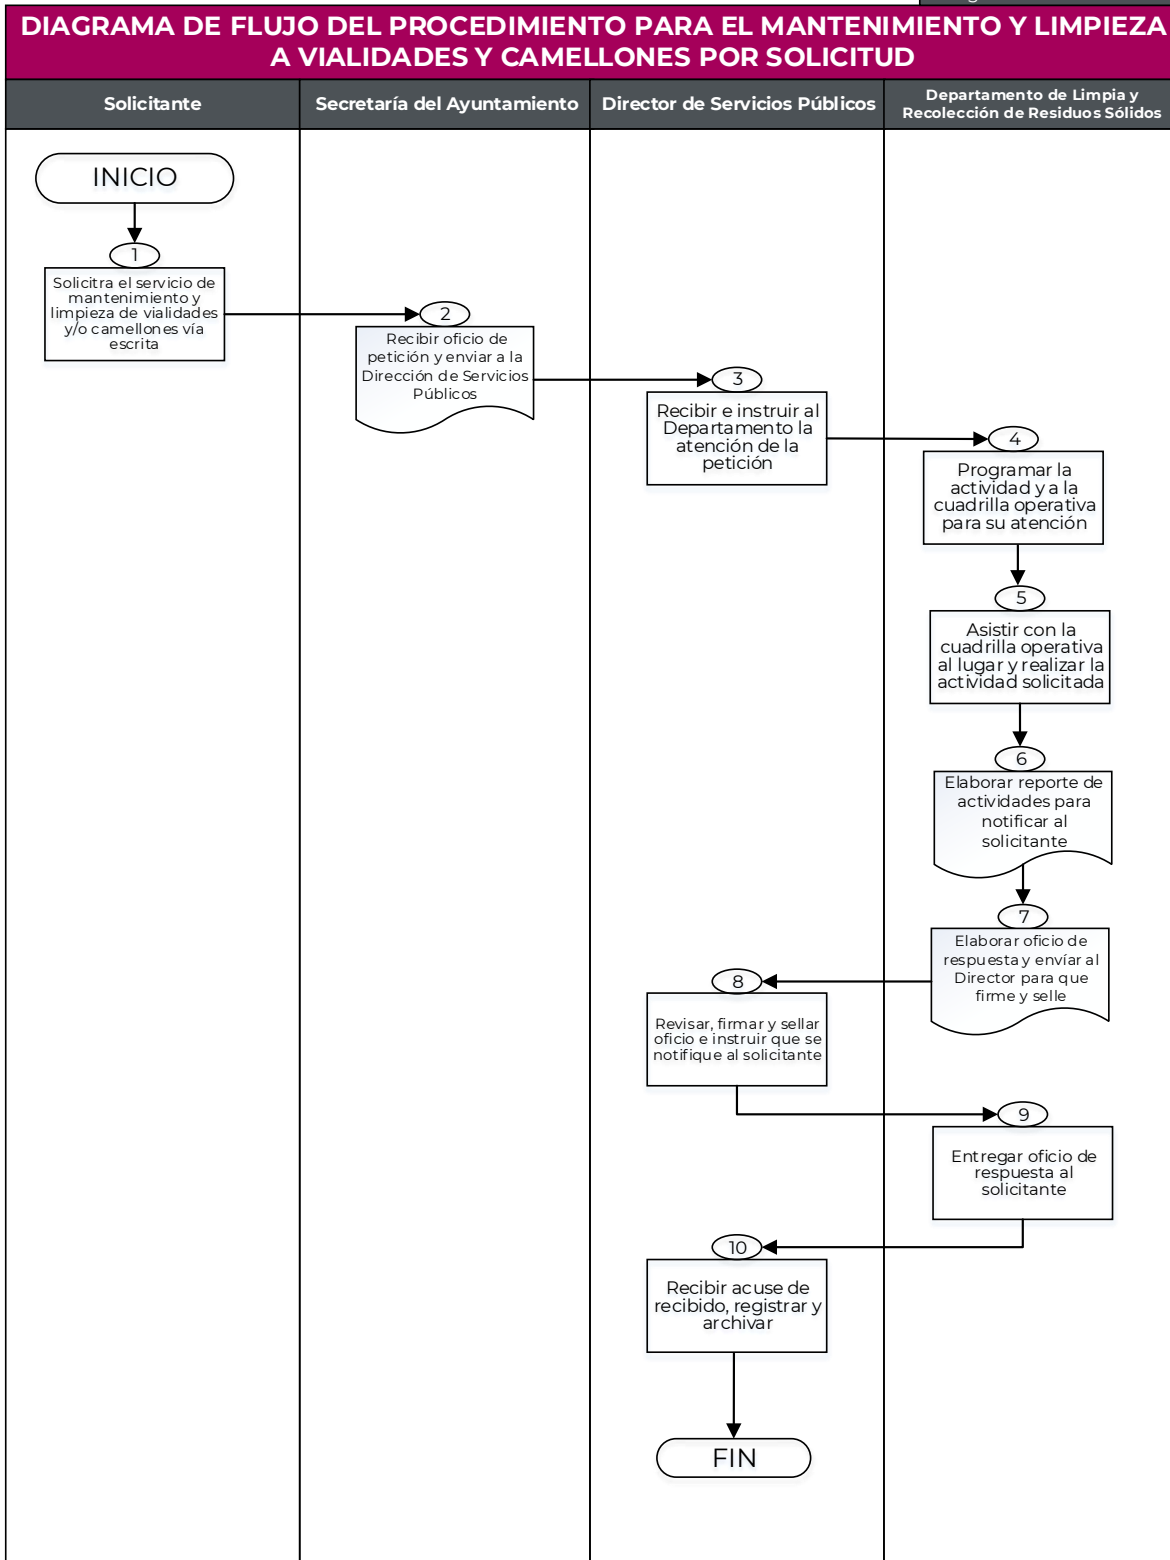 DIAGRAMA DE FLUJO DEL PROCEDIMIENTO PARA EL MANTENIMIENTO Y LIMPIEZA
A VIALIDADES Y CAMELLONES POR SOLICITUD
Solicitante
Secretaría del Ayuntamiento
Director de Servicios Públicos
Departamento de Limpia y
Recolección de Residuos Sólidos
INICIO
1
Solicitra el servicio de
mantenimiento y
limpieza de vialidades
y/o camellones vía
escrita
2
Recibir oficio de
petición y enviar a la
Dirección de Servicios
Públicos
3
Recibir e instruir al
Departamento la
atención de la
petición
4
Programar la
actividad y a la
cuadrilla operativa
para su atención
5
Asistir con la
cuadrilla operativa
al lugar y realizar la
actividad solicitada
6
Elaborar reporte de
actividades para
notificar al
solicitante
7
Elaborar oficio de
respuesta y envíar al
Director para que
firme y selle
8
Revisar, firmar y sellar
oficio e instruir que se
notifique al solicitante
9
Entregar oficio de
respuesta al
solicitante
10
Recibir acuse de
recibido, registrar y
archivar
FIN